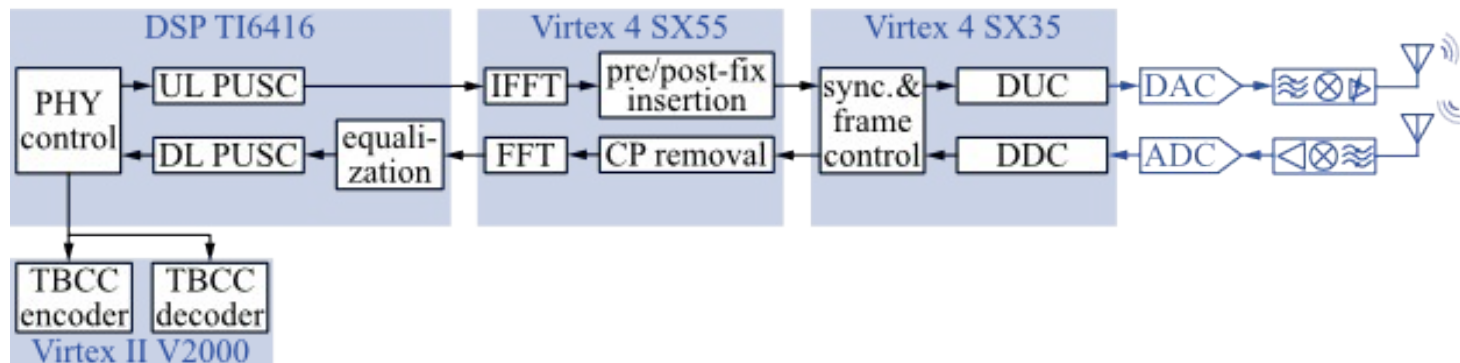 DSP TI6416
Virtex 4 SX55
Virtex 4 SX35
PHY
control
UL PUSC
DL PUSC
equali-
zation
IFFT
FFT
pre/post-fix
insertion
CP removal
sync.&
frame
control
DUC
DDC
DAC
ADC
TBCC
encoder
TBCC
decoder
Virtex II V2000